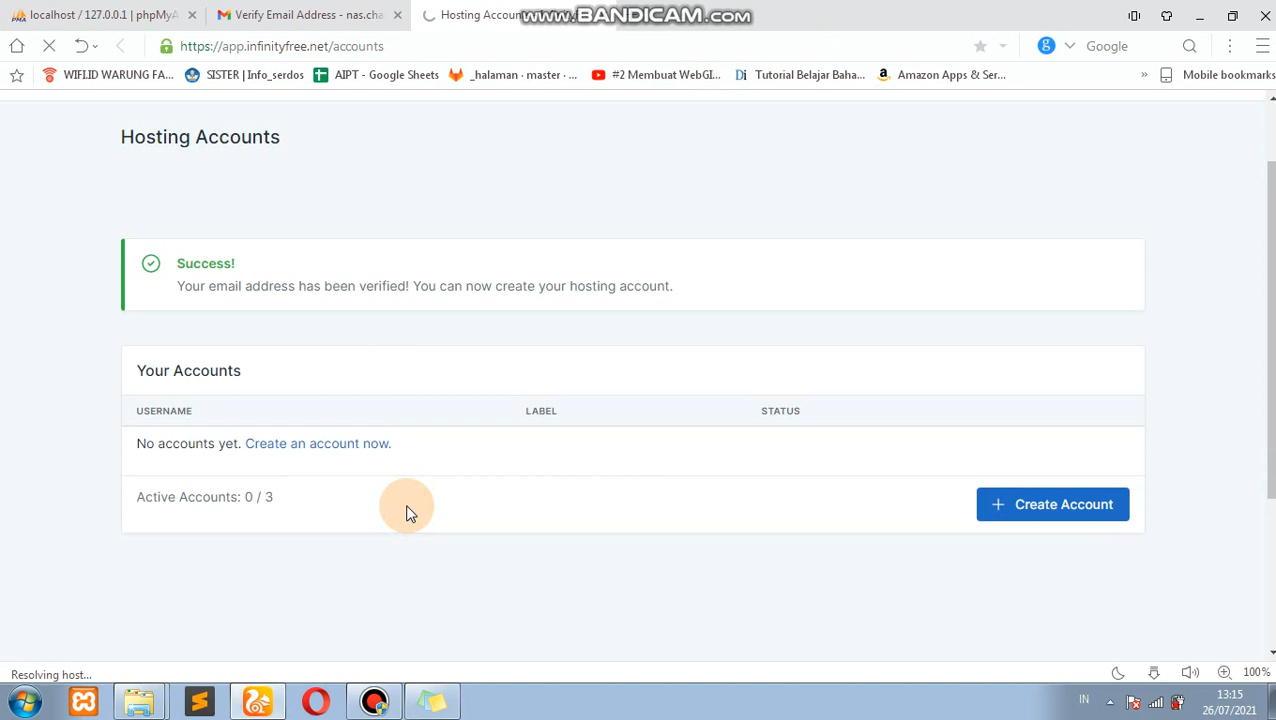 localhost / 127.0.0.1 | phpMyA
Verify Email Address - nas.cha
Hosting Accoun
www.BANDICAM.com
https://app.infinityfree.net/accounts
Google
WIFI.ID WARUNG FA...
SISTER | Info_serdos
AIPT - Google Sheets
_halaman · master · ...
#2 Membuat WebGI...
Tutorial Belajar Baha...
Amazon Apps & Ser...
» Mobile bookmarks
Hosting Accounts
Success!
Your email address has been verified! You can now create your hosting account.
Your Accounts
USERNAME LABEL STATUS
No accounts yet. Create an account now.
Active Accounts: 0 / 3
+ Create Account
Resolving host...
100%
IN
13:15
26/07/2021